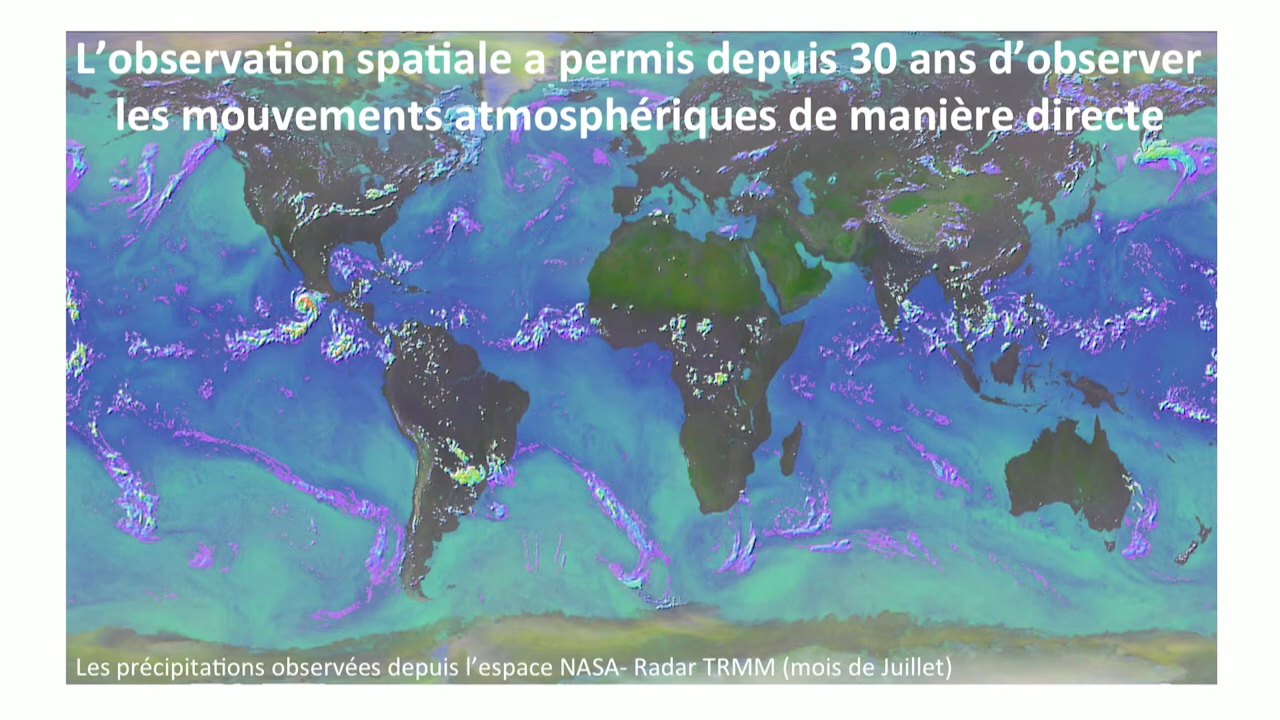 L’observation spatiale a permis depuis 30 ans d’observer
les mouvements atmosphériques de manière directe
Les précipitations observées depuis l’espace NASA- Radar TRMM (mois de Juillet)